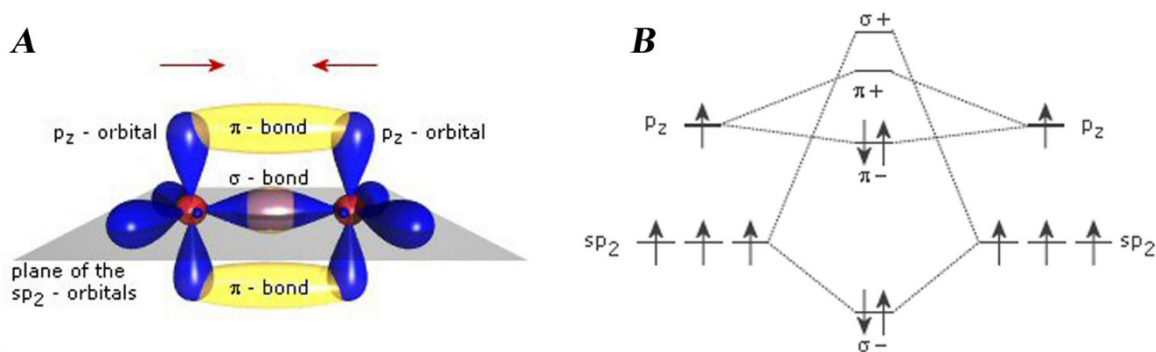 A
p_z - orbital
π - bond
p_z - orbital
σ - bond
plane of the
sp_2 - orbitals
π - bond
B
σ+
π+
p_z
p_z
π-
sp_2
sp_2
σ-